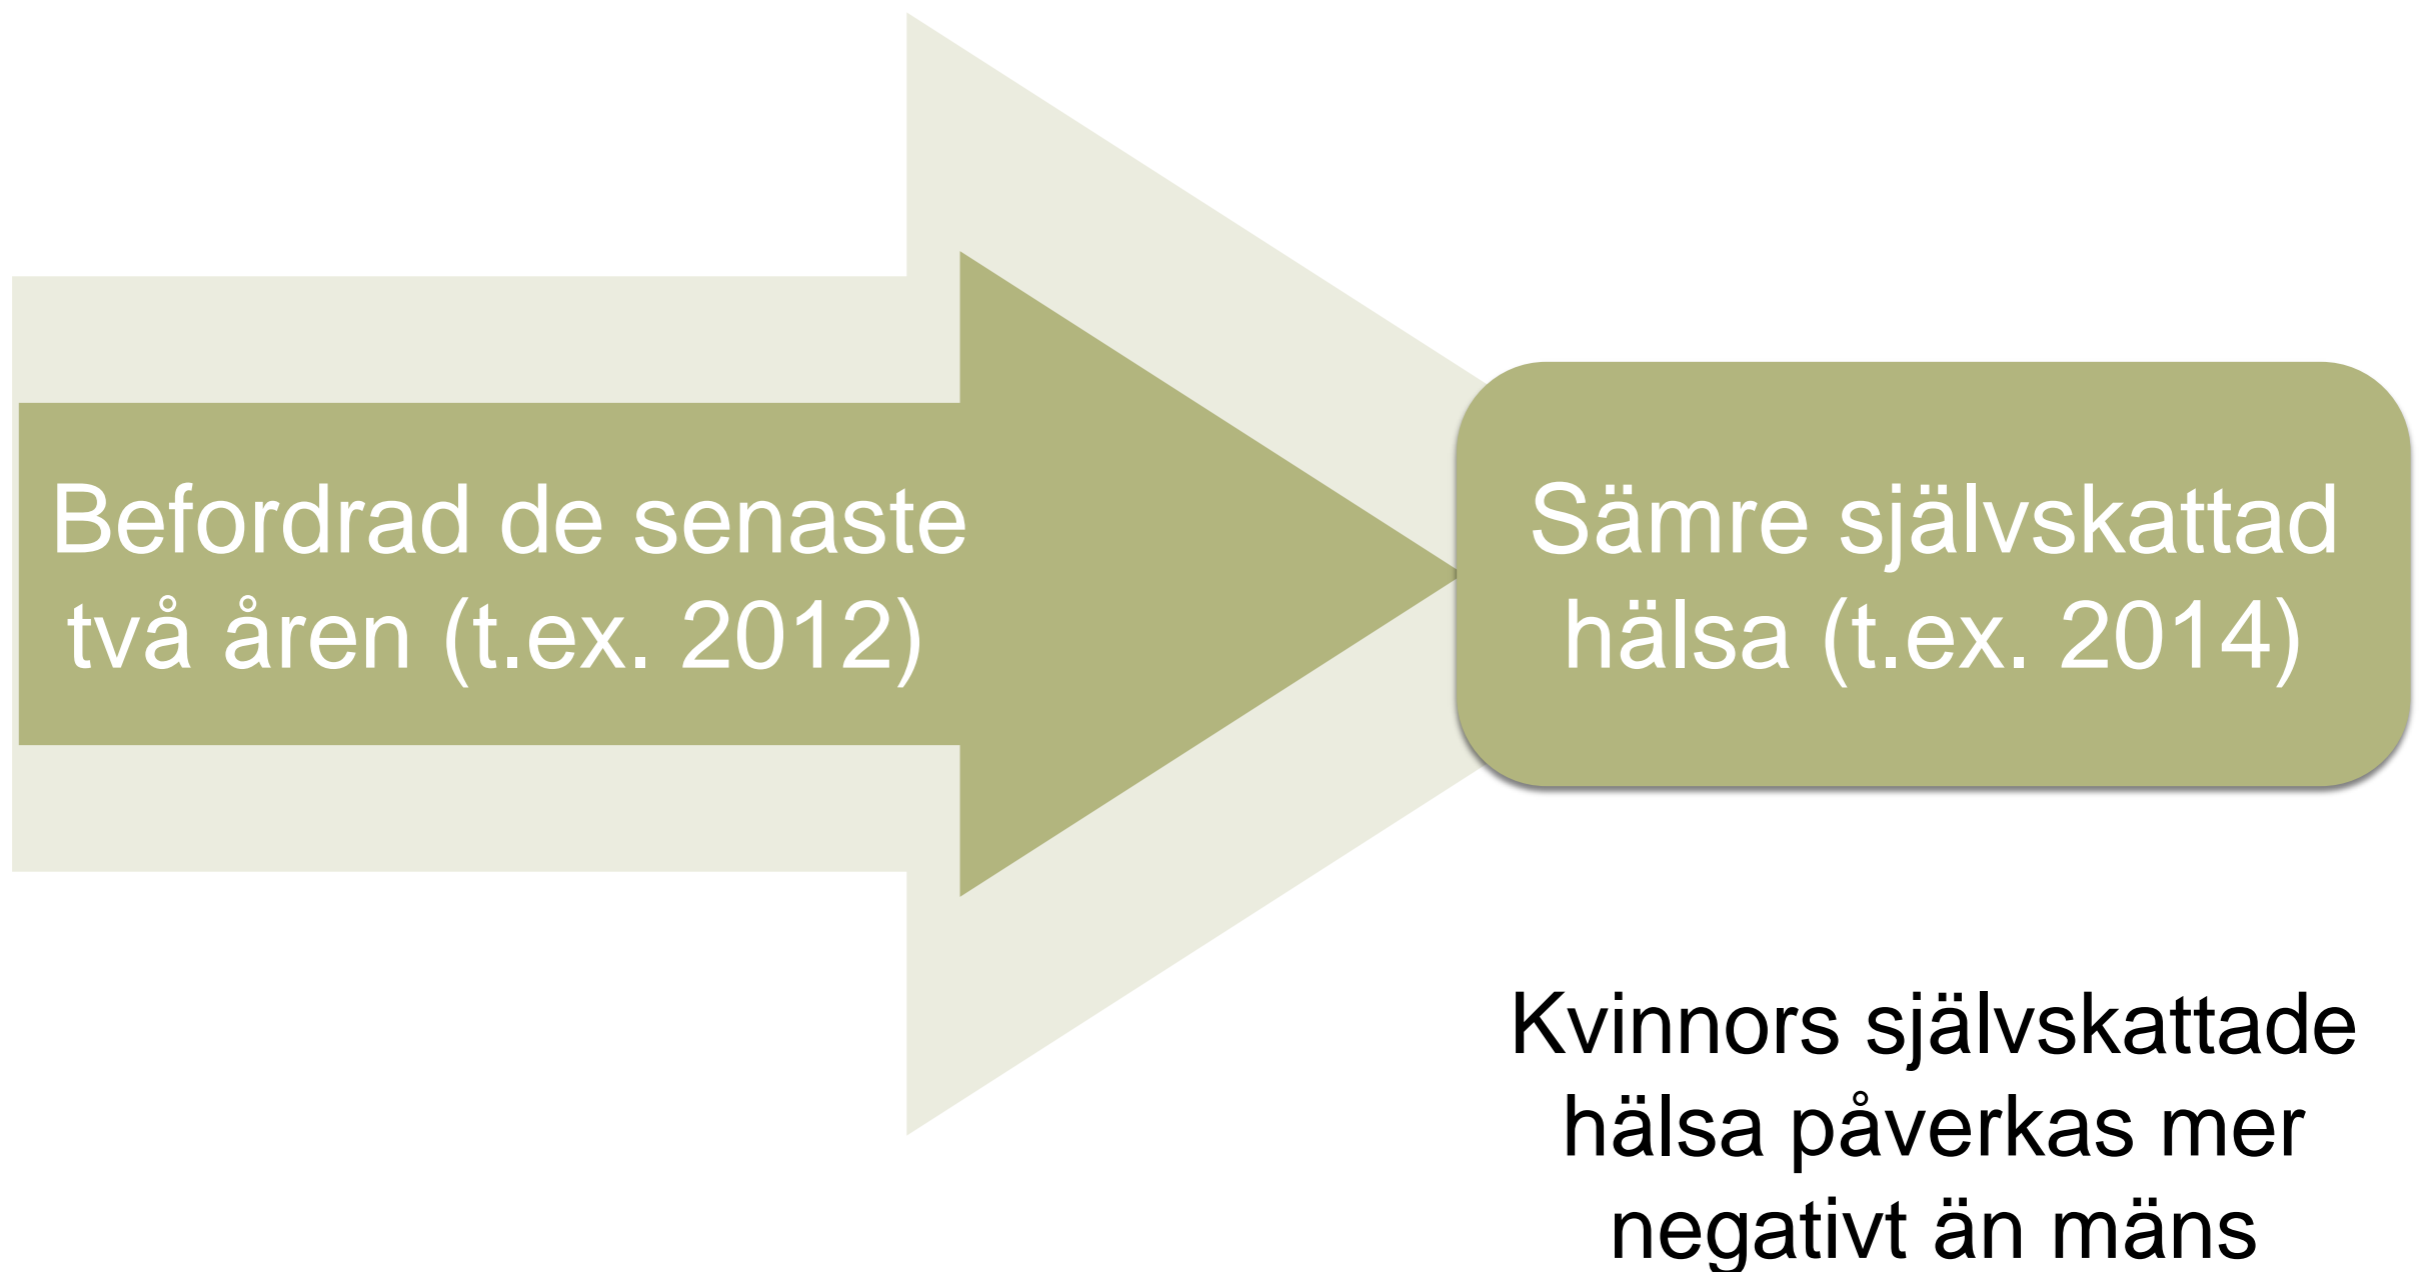 Befordrad de senaste
två åren (t.ex. 2012)
Sämre självskattad
hälsa (t.ex. 2014)
Kvinnors självskattade
hälsa påverkas mer
negativt än mäns